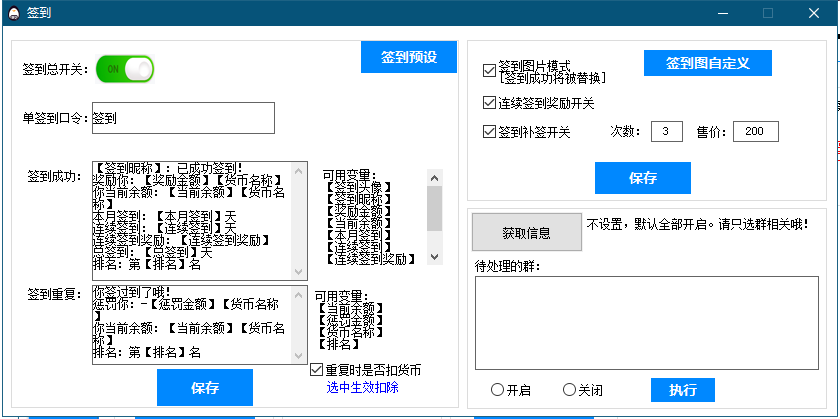 签到
签到总开关：
ON
签到预设
单签到口令：
签到
签到成功：
【签到昵称】：已成功签到！
奖励你：【奖励金额】【货币名称】
你当前余额：【当前余额】【货币名
称】
本月签到：【本月签到】天
连续签到：【连续签到】天
连续签到奖励：【连续签到奖励】
总签到：【总签到】天
排名：第【排名】名
可用变量：
【签到头像】
【签到昵称】
【奖励金额】
【当前余额】
【本月签到】
【连续签到】
【连续签到奖励】
签到重复：
你签过到了哦！
惩罚你：-【惩罚金额】【货币名称
】
你当前余额：【当前余额】【货币名
称】
排名：第【排名】名
可用变量：
【当前余额】
【惩罚金额】
【货币名称】
【排名】
重复时是否扣货币
选中生效扣除
保存
签到图片模式
[签到成功将被替换]
签到图自定义
连续签到奖励开关
签到补签开关
次数：
3
售价：
200
保存
获取信息
不设置，默认全部开启。请只选群相关哦！
待处理的群：
开启
关闭
执行